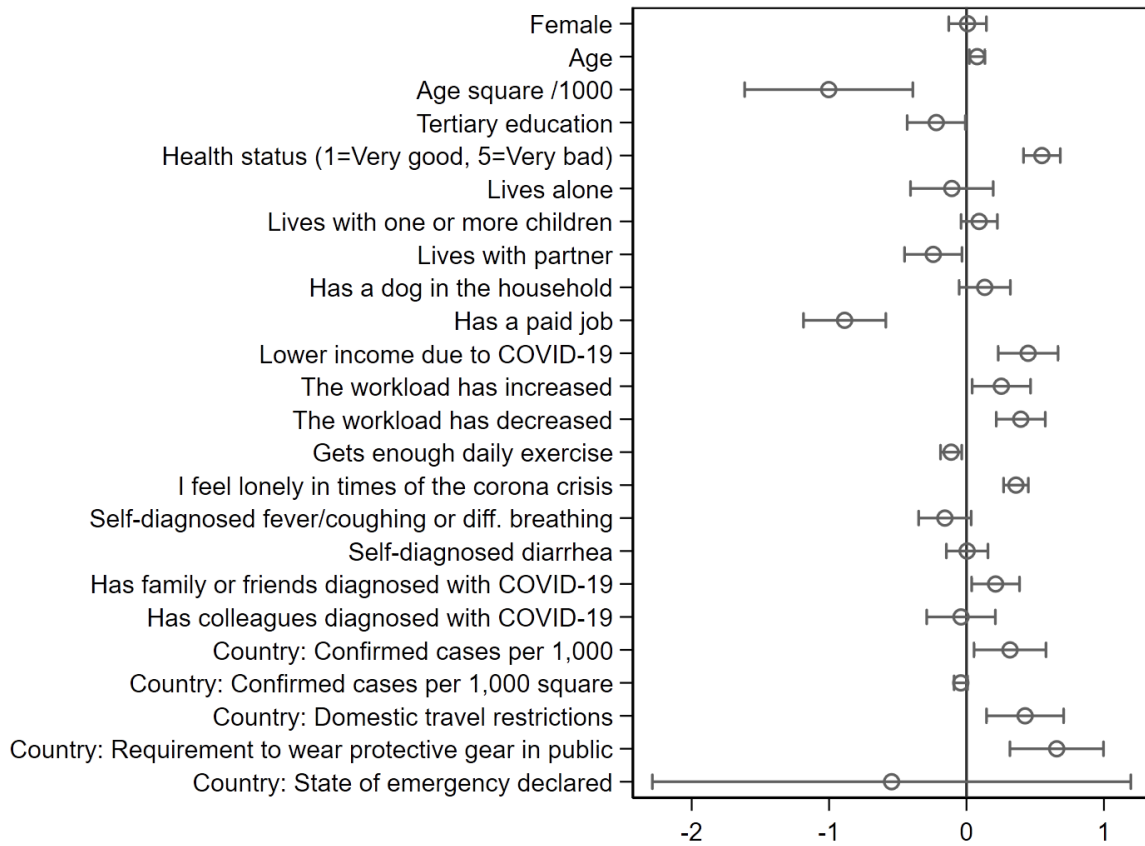 Female
Age
Age square /1000
Tertiary education
Health status (1=Very good, 5=Very bad)
Lives alone
Lives with one or more children
Lives with partner
Has a dog in the household
Has a paid job
Lower income due to COVID-19
The workload has increased
The workload has decreased
Gets enough daily exercise
I feel lonely in times of the corona crisis
Self-diagnosed fever/coughing or diff. breathing
Self-diagnosed diarrhea
Has family or friends diagnosed with COVID-19
Has colleagues diagnosed with COVID-19
Country: Confirmed cases per 1,000
Country: Confirmed cases per 1,000 square
Country: Domestic travel restrictions
Country: Requirement to wear protective gear in public
Country: State of emergency declared
-2 -1 0 1